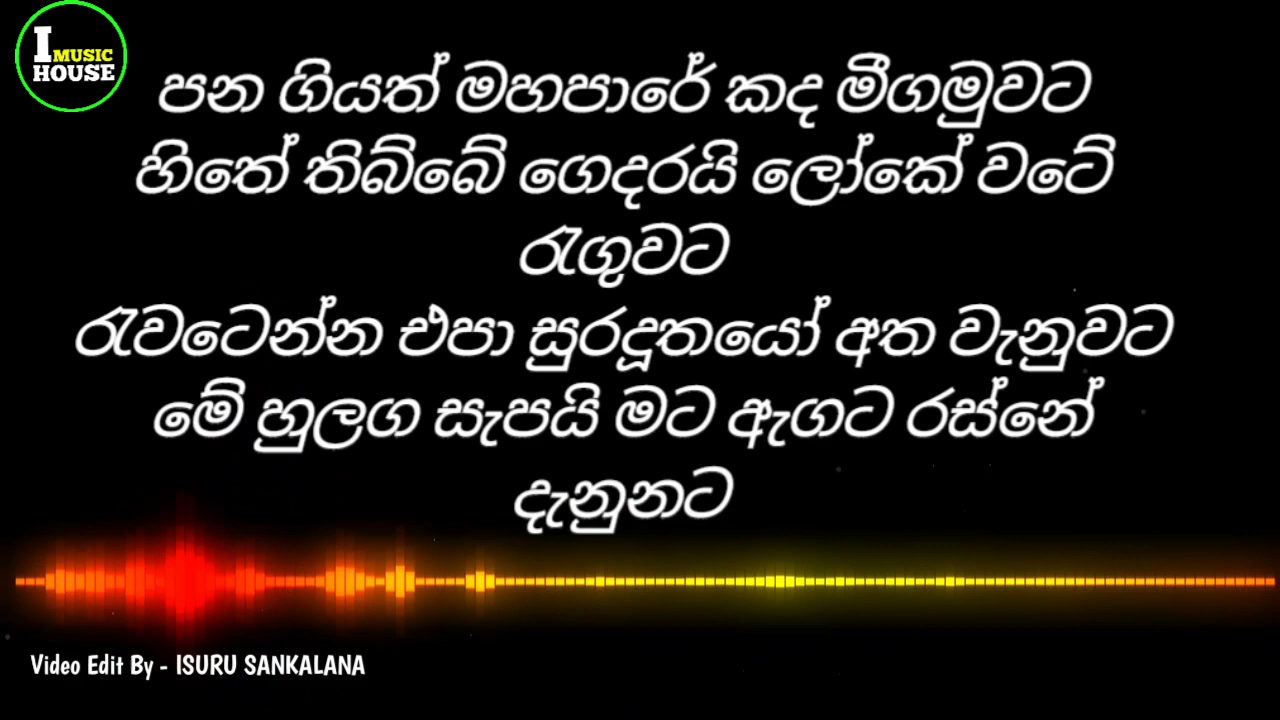 I MUSIC
HOUSE
පන ගියත් මහපාරේ කද මීගමුවට
හිතේ තිබ්බේ ගෙදරයි ලෝකේ වටේ
රැගුවට
රැවටෙන්න එපා සුරදූතයෝ අත වැනුවට
මේ හුලග සැපයි මට ඇගට රස්නේ
දැනුනට
Video Edit By - ISURU SANKALANA